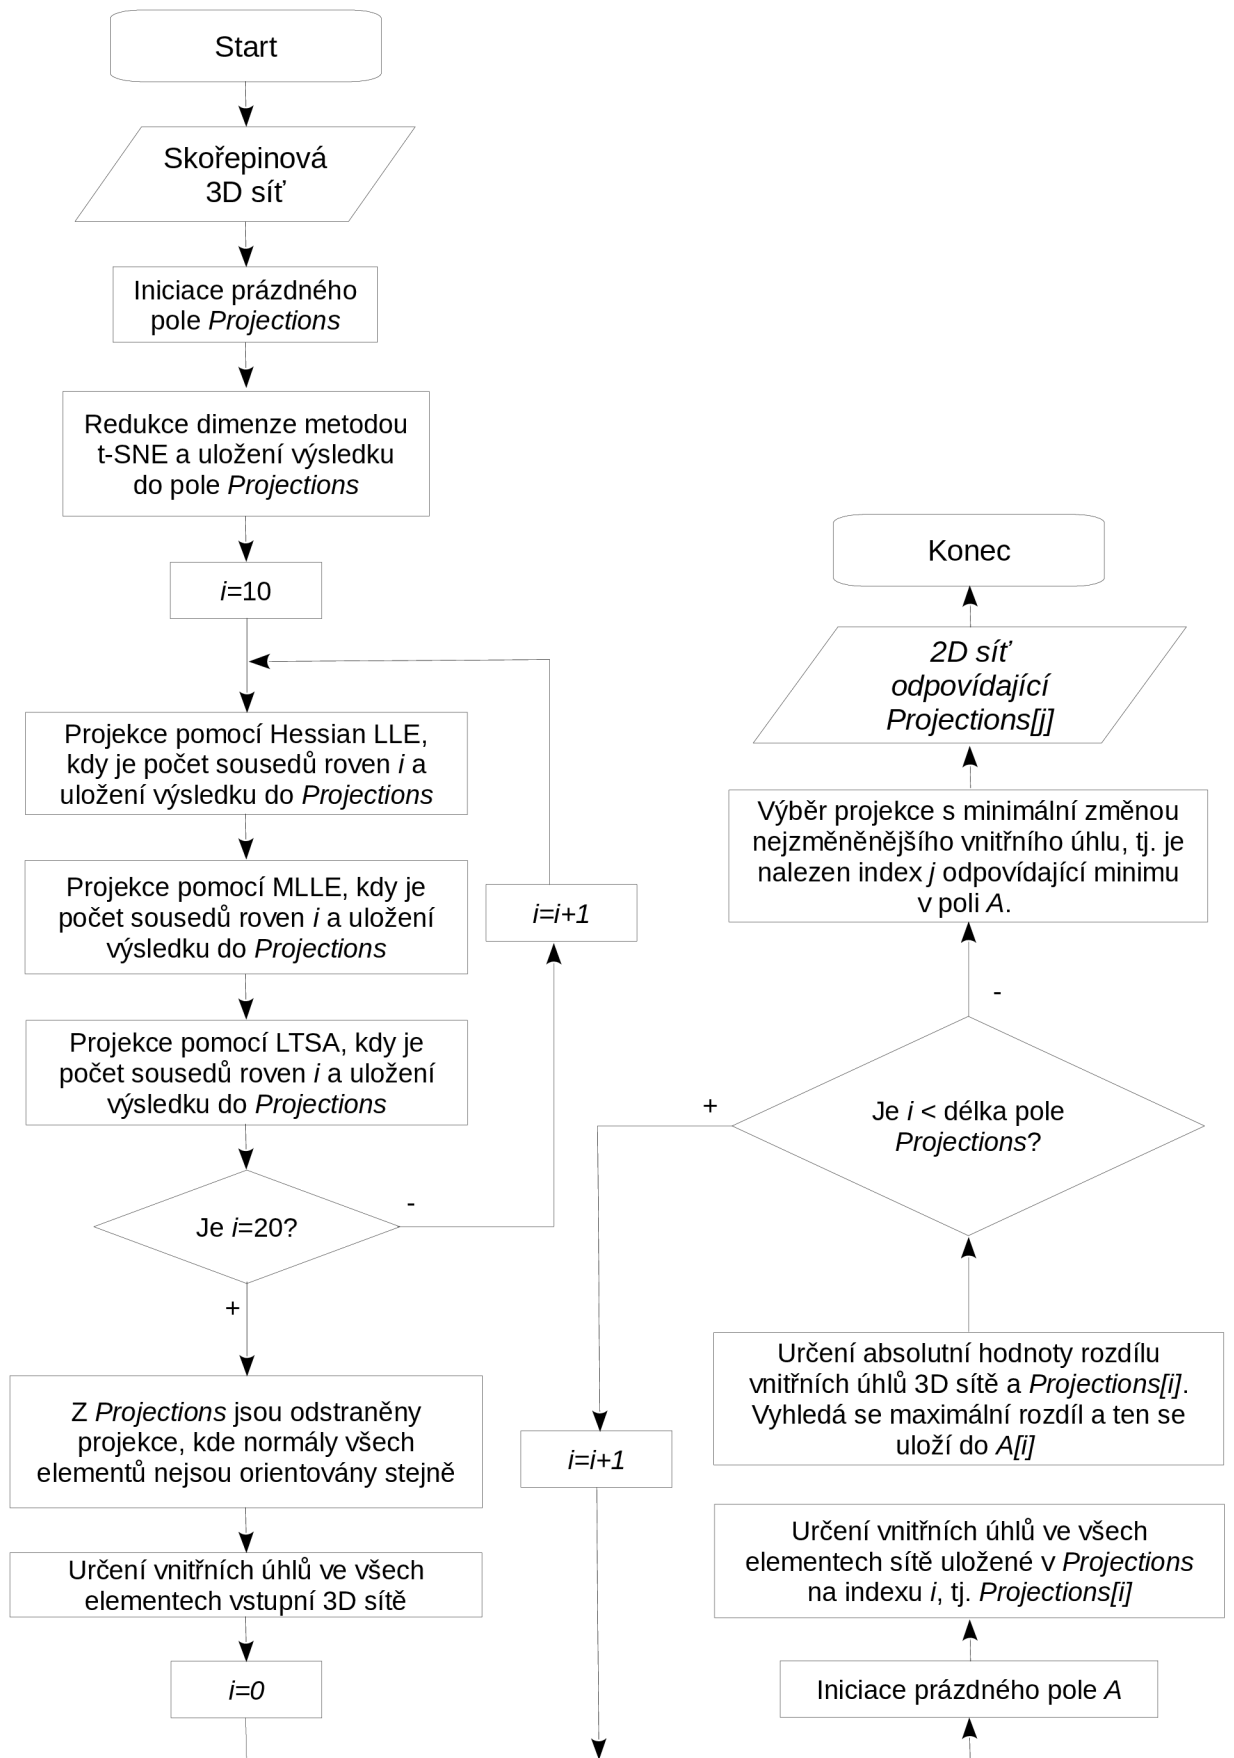 Start
Skořepinová
3D síť
Iniciace prázdného
pole Projections
Redukce dimenze metodou
t-SNE a uložení výsledku
do pole Projections
i=10
Projekce pomocí Hessian LLE,
kdy je počet sousedů roven i a
uložení výsledku do Projections
Projekce pomocí MLLE, kdy je
počet sousedů roven i a uložení
výsledku do Projections
i=i+1
Projekce pomocí LTSA, kdy je
počet sousedů roven i a uložení
výsledku do Projections
Je i=20?
-
+
Z Projections jsou odstraněny
projekce, kde normály všech
elementů nejsou orientovány stejně
Určení vnitřních úhlů ve všech
elementech vstupní 3D sítě
i=0
i=i+1
Iniciace prázdného pole A
Určení vnitřních úhlů ve všech
elementech sítě uložené v Projections
na indexu i, tj. Projections[i]
Určení absolutní hodnoty rozdílu
vnitřních úhlů 3D sítě a Projections[i].
Vyhledá se maximální rozdíl a ten se
uloží do A[i]
Je i < délka pole
Projections?
+
-
Výběr projekce s minimální změnou
nejzměněnějšího vnitřního úhlu, tj. je
nalezen index j odpovídající minimu
v poli A.
2D síť
odpovídající
Projections[j]
Konec